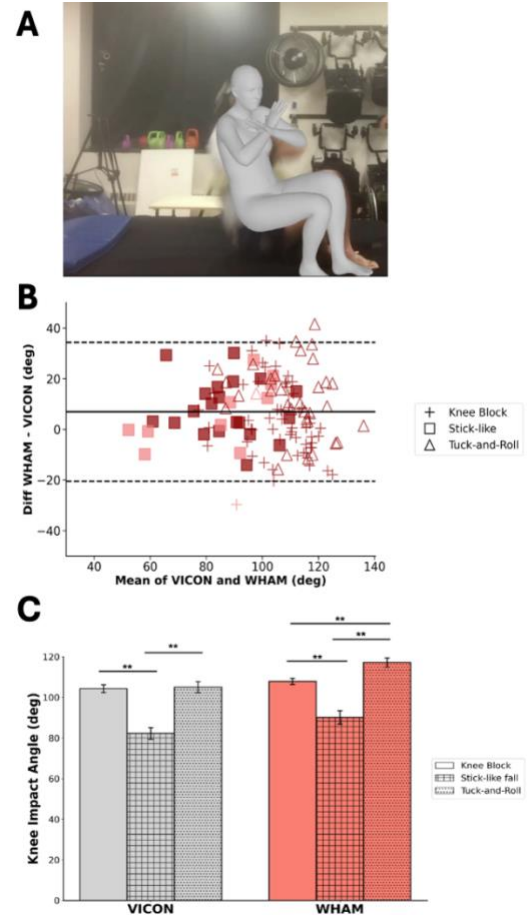 A
B
40
20
0
−20
−40
Diff WHAM - VICON (deg)
40
60
80
100
120
140
Mean of VICON and WHAM (deg)
Knee Block
Stick-like
Tuck-and-Roll
C
120
100
80
60
40
20
0
Knee Impact Angle (deg)
**
**
**
**
**
VICON
WHAM
Knee Block
Stick-like fall
Tuck-and-Roll